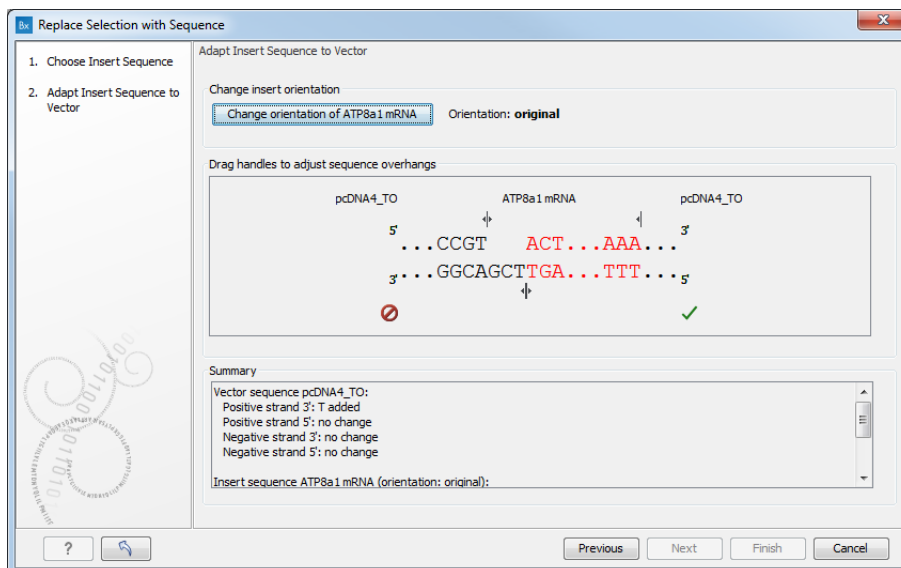 Bx Replace Selection with Sequence
1. Choose Insert Sequence
2. Adapt Insert Sequence to
Vector
Adapt Insert Sequence to Vector
Change insert orientation
Change orientation of ATP8a1 mRNA Orientation: original
Drag handles to adjust sequence overhangs
pcDNA4_TO ATP8a1 mRNA pcDNA4_TO
5' ...CCGT ACT...AAA... 3'
3' ...GGCAGCTTGA...TTT... 5'
Summary
Vector sequence pcDNA4_TO:
Positive strand 3': T added
Positive strand 5': no change
Negative strand 3': no change
Negative strand 5': no change
Insert sequence ATP8a1 mRNA (orientation: original):
? Previous Next Finish Cancel